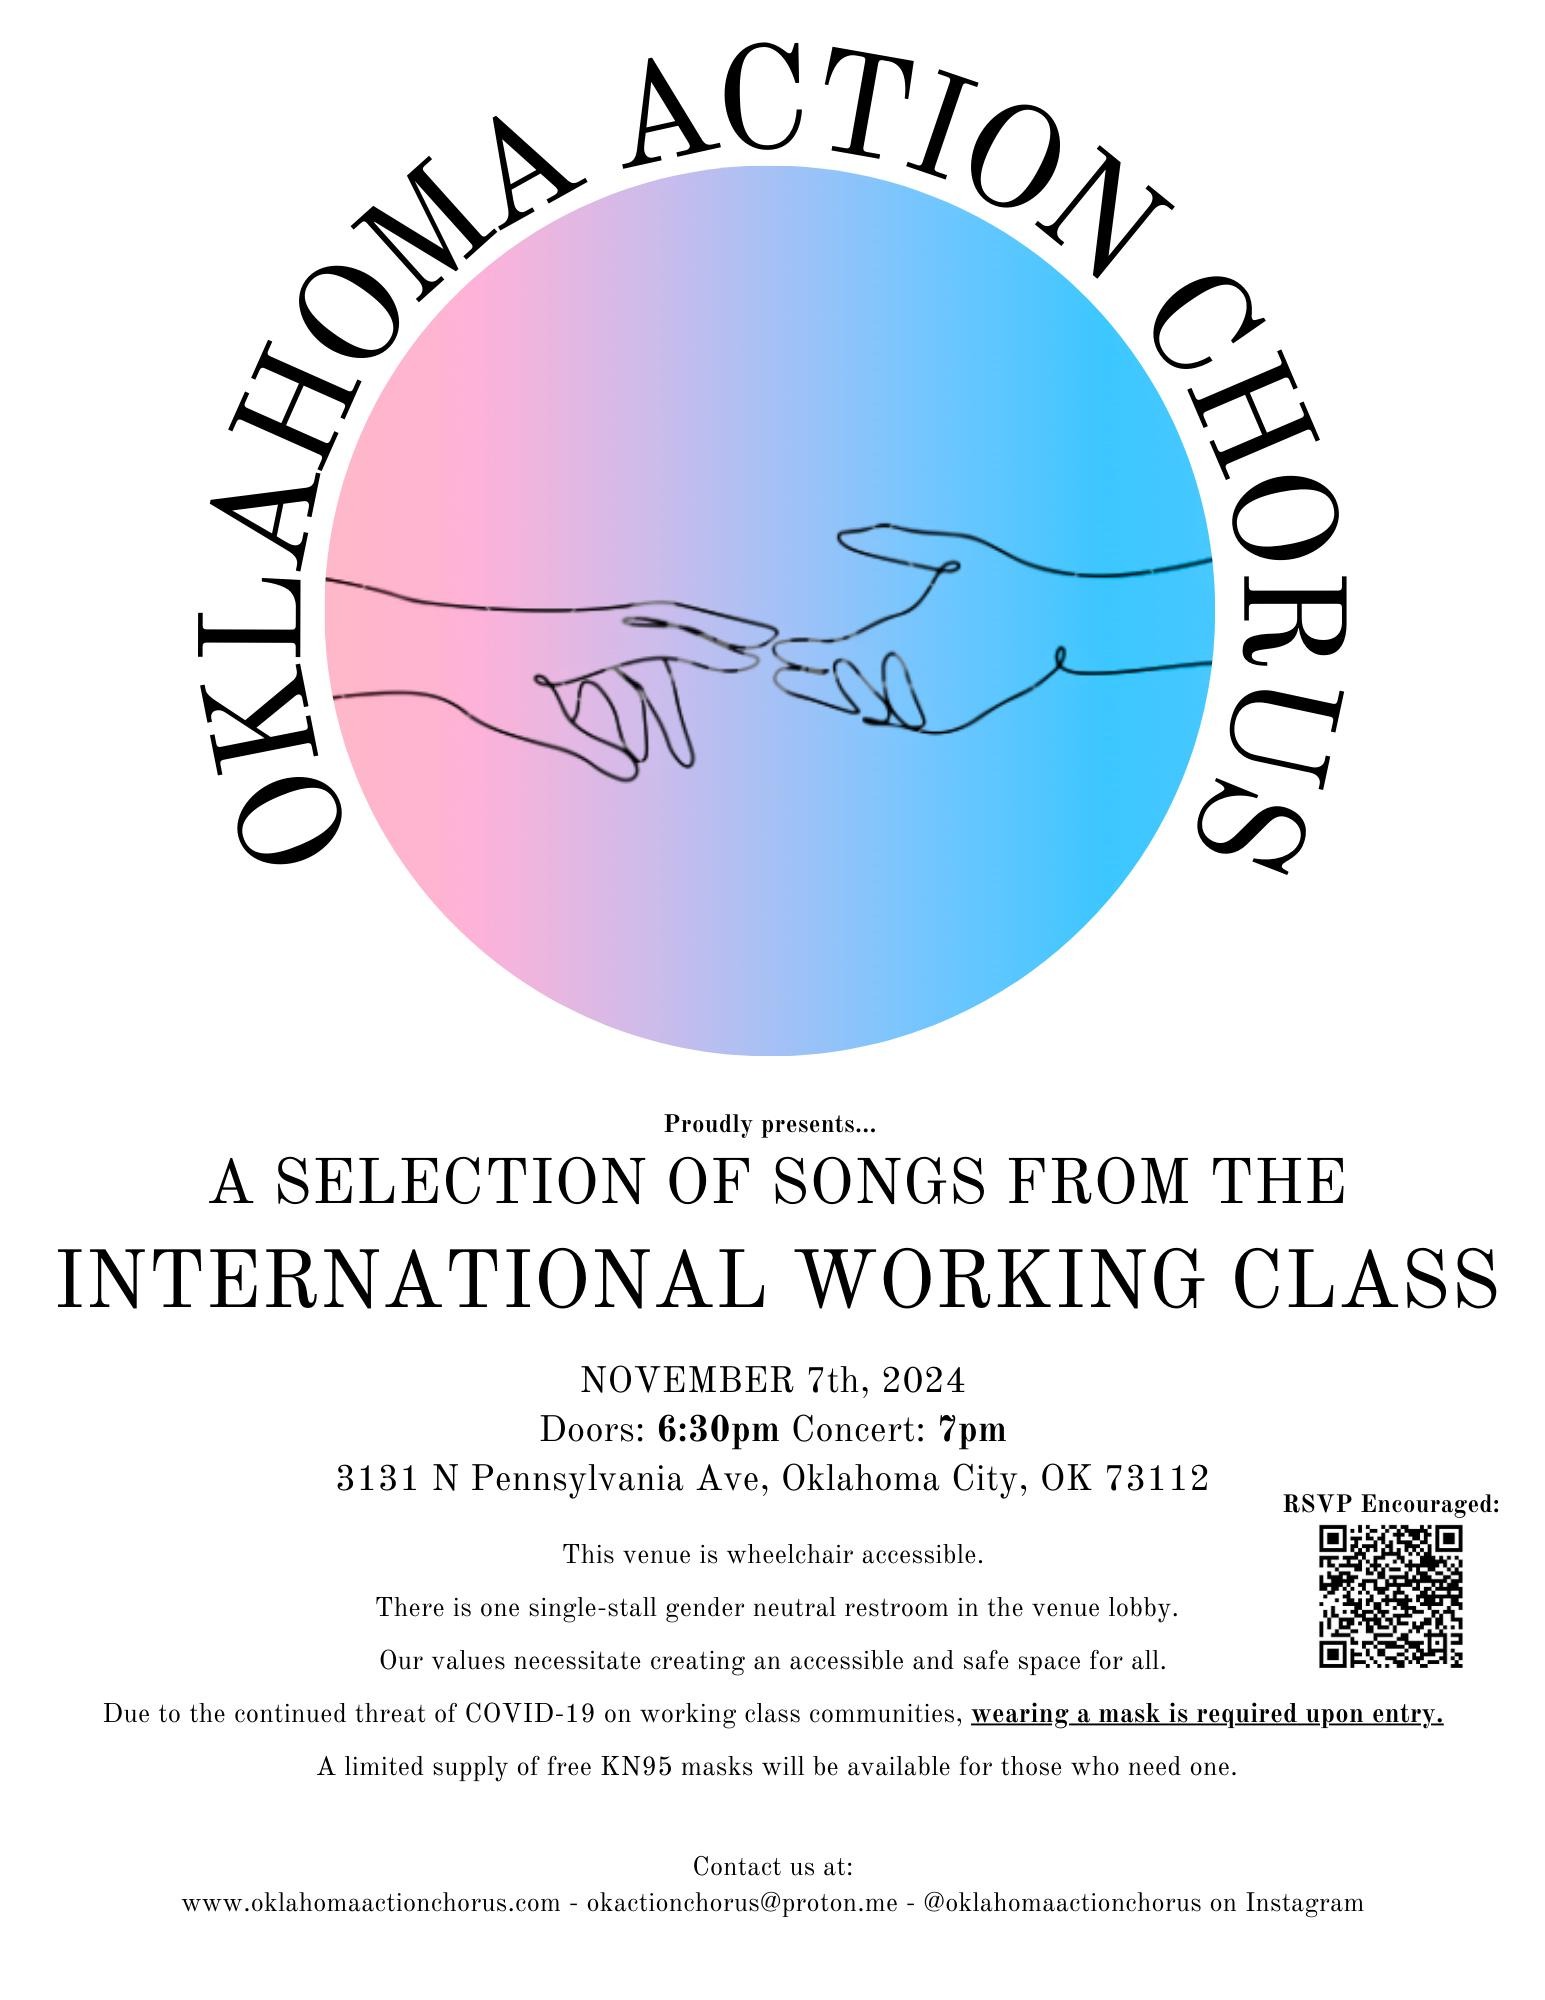 OKLAHOMA ACTION CHORUS
Proudly presents...
A SELECTION OF SONGS FROM THE
INTERNATIONAL WORKING CLASS
NOVEMBER 7th, 2024
Doors: 6:30pm Concert: 7pm
3131 N Pennsylvania Ave, Oklahoma City, OK 73112
RSVP Encouraged:
This venue is wheelchair accessible.
There is one single-stall gender neutral restroom in the venue lobby.
Our values necessitate creating an accessible and safe space for all.
Due to the continued threat of COVID-19 on working class communities, wearing a mask is required upon entry.
A limited supply of free KN95 masks will be available for those who need one.
Contact us at:
www.oklahomaactionchorus.com - okactionchorus@proton.me - @oklahomaactionchorus on Instagram